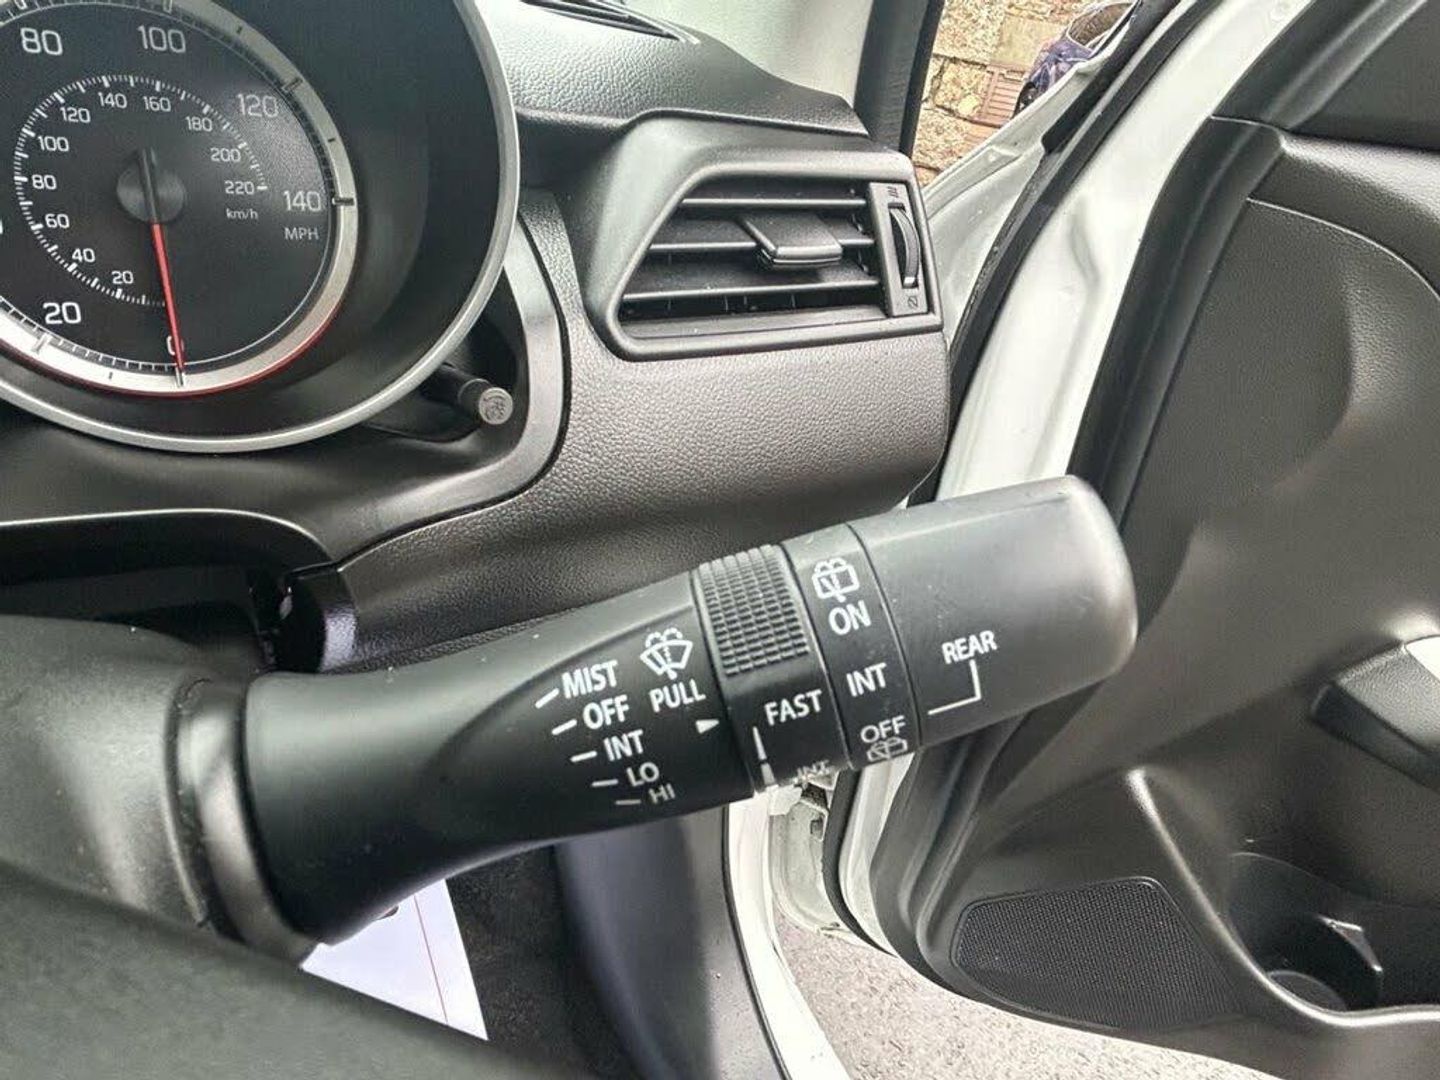 80
100
120
140
MPH
20
0
20
40
60
80
100
120
140
160
180
200
220
km/h
MIST
OFF
INT
LO
HI
PULL
FAST
INT
ON
INT
OFF
REAR